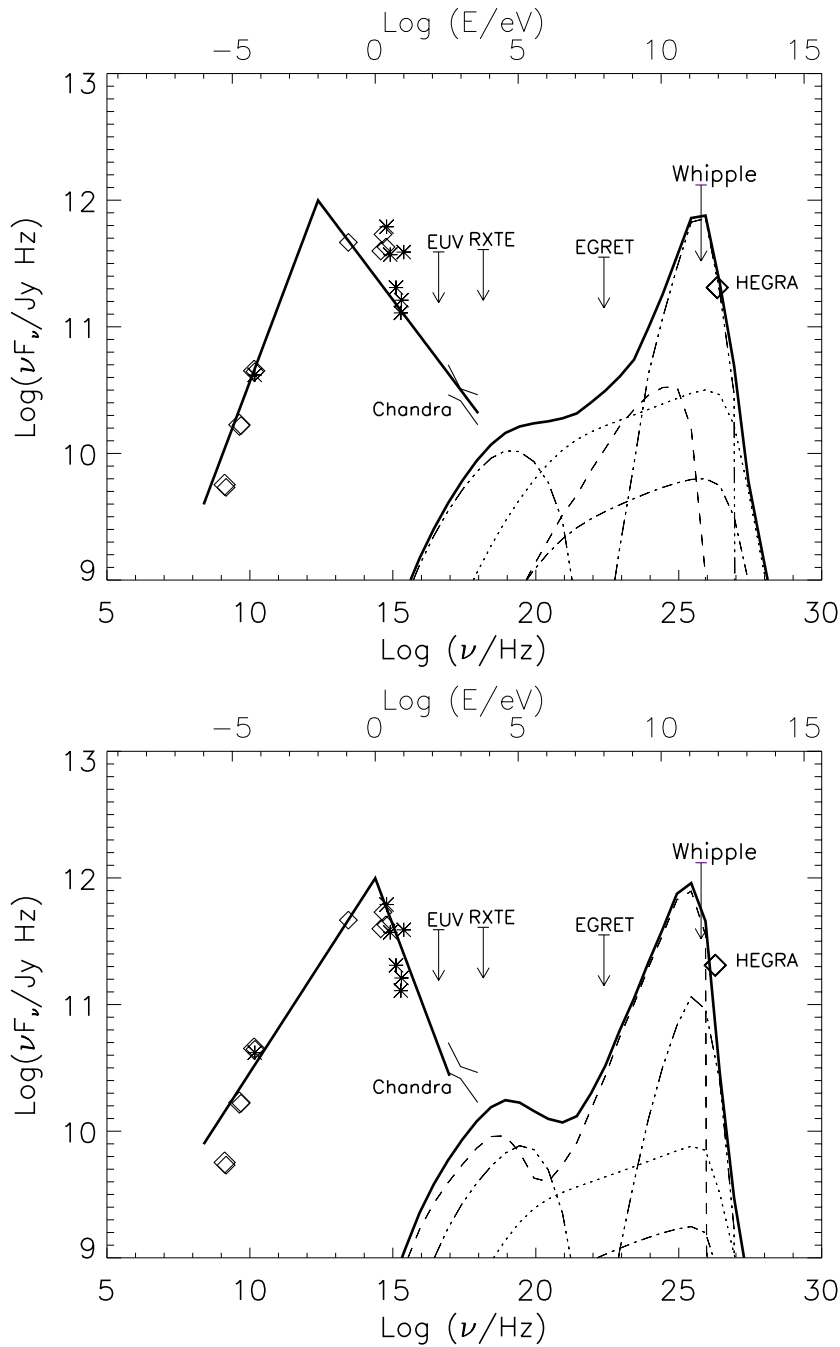 Log (E/eV)
−5 0 5 10 15
13
12
11
10
9
Log(νFν/Jy Hz)
Whipple
EUV RXTE
EGRET
HEGRA
Chandra
5 10 15 20 25 30
Log (ν/Hz)
Log (E/eV)
−5 0 5 10 15
13
12
11
10
9
Log(νFν/Jy Hz)
Whipple
EUV RXTE
EGRET
HEGRA
Chandra
5 10 15 20 25 30
Log (ν/Hz)